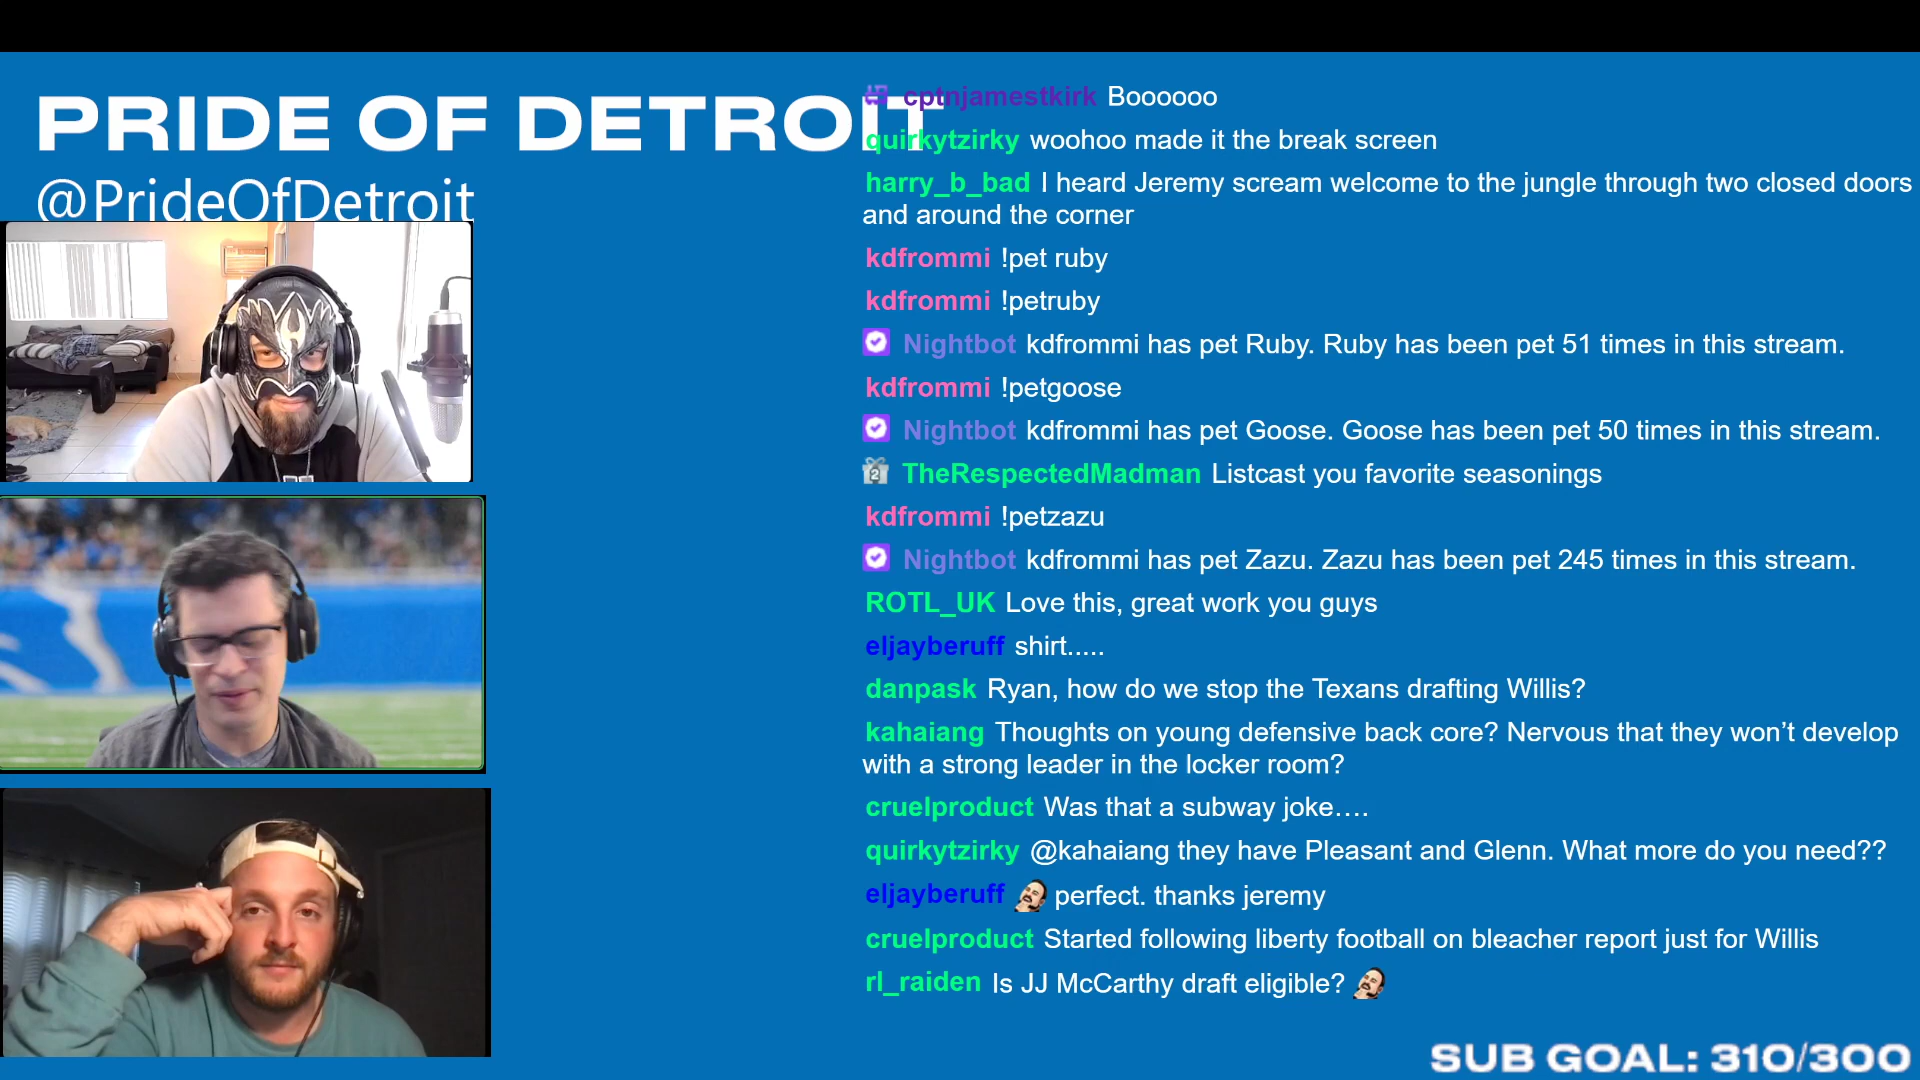 PRIDE OF DETROIT
@PrideOfDetroit
cptnjamestkirk Boooooo
quirkytzirky woohoo made it the break screen
harry_b_bad I heard Jeremy scream welcome to the jungle through two closed doors
and around the corner
kdfrommi !pet ruby
kdfrommi !petruby
Nightbot kdfrommi has pet Ruby. Ruby has been pet 51 times in this stream.
kdfrommi !petgoose
Nightbot kdfrommi has pet Goose. Goose has been pet 50 times in this stream.
2 TheRespectedMadman Listcast you favorite seasonings
kdfrommi !petzazu
Nightbot kdfrommi has pet Zazu. Zazu has been pet 245 times in this stream.
ROTL_UK Love this, great work you guys
eljayberuff shirt.....
danpask Ryan, how do we stop the Texans drafting Willis?
kahaiang Thoughts on young defensive back core? Nervous that they won’t develop
with a strong leader in the locker room?
cruelproduct Was that a subway joke….
quirkytzirky @kahaiang they have Pleasant and Glenn. What more do you need??
eljayberuff perfect. thanks jeremy
cruelproduct Started following liberty football on bleacher report just for Willis
rl_raiden Is JJ McCarthy draft eligible?
SUB GOAL: 310/300